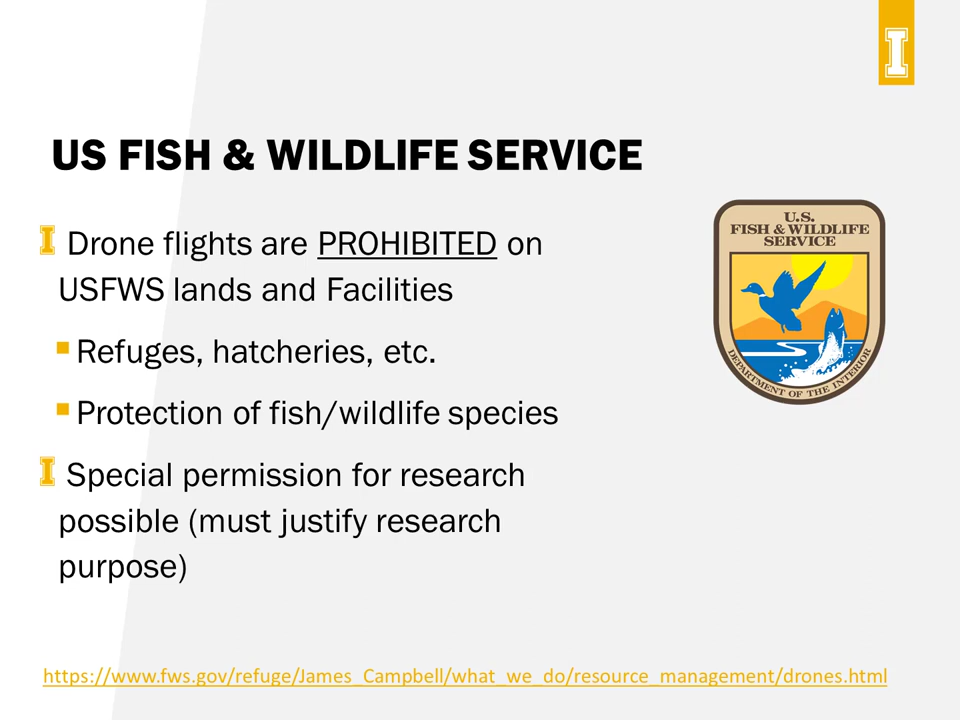 I
US FISH & WILDLIFE SERVICE
I Drone flights are PROHIBITED on
USFWS lands and Facilities
Refuges, hatcheries, etc.
Protection of fish/wildlife species
I Special permission for research
possible (must justify research
purpose)
U.S.
FISH & WILDLIFE
SERVICE
DEPARTMENT OF THE INTERIOR
https://www.fws.gov/refuge/James_Campbell/what_we_do/resource_management/drones.html